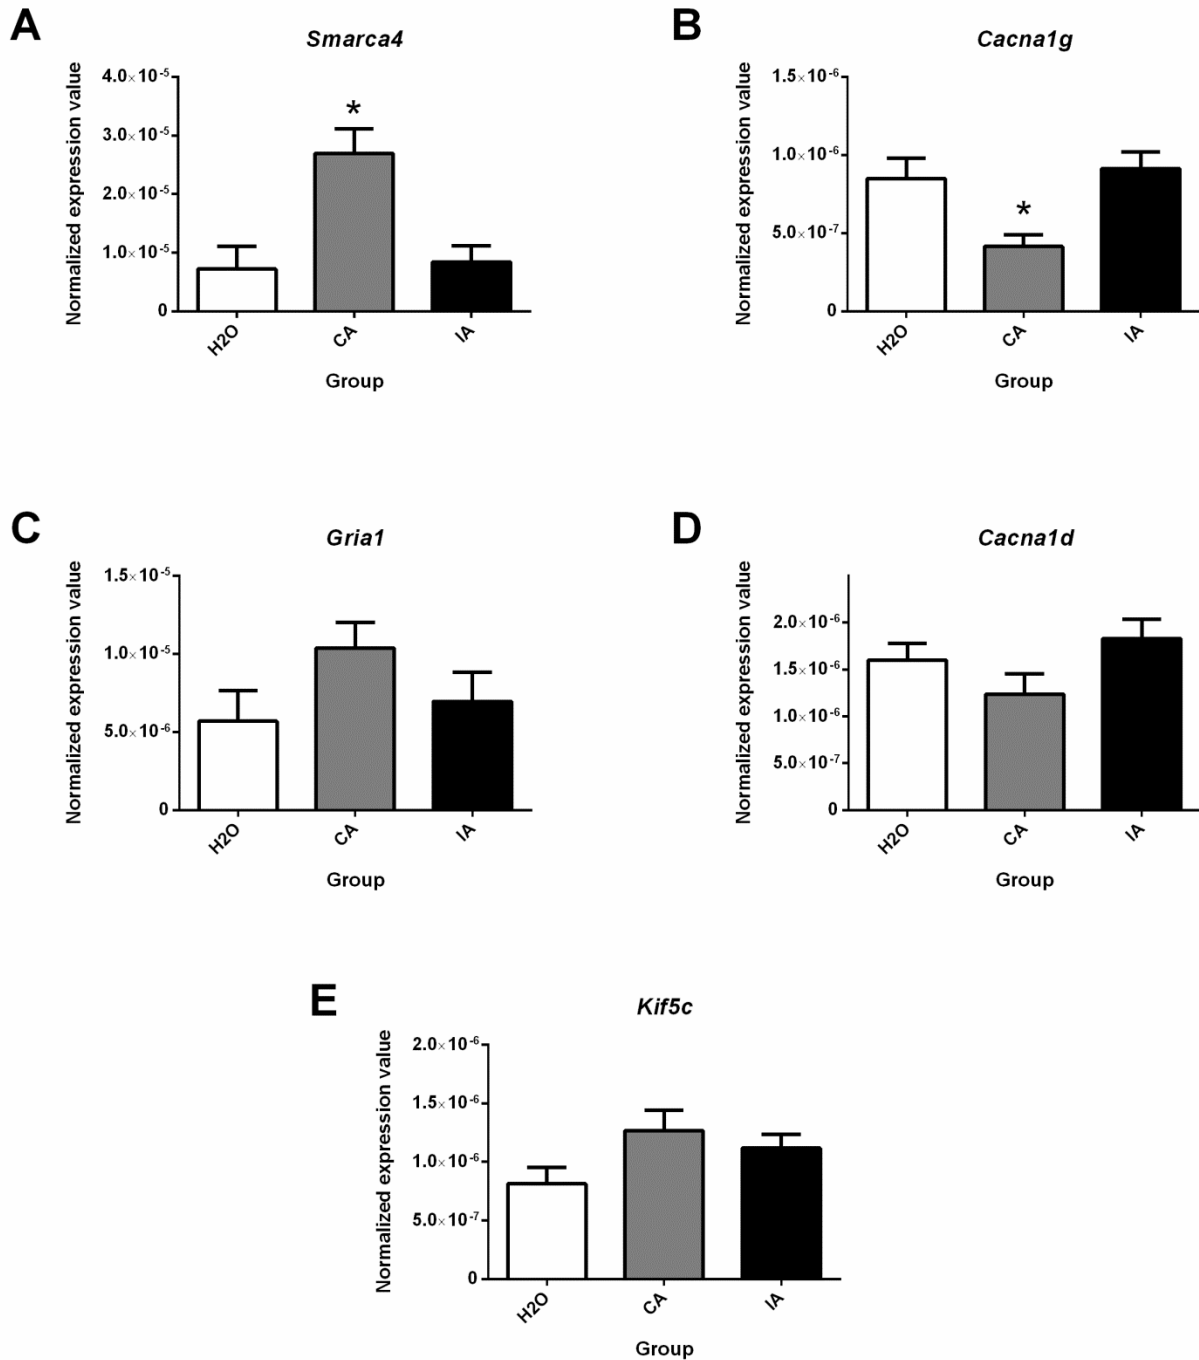 A
Smarca4
Normalized expression value
4.0×10⁻⁵
3.0×10⁻⁵
2.0×10⁻⁵
1.0×10⁻⁵
0
*
H2O
CA
IA
Group
B
Cacna1g
Normalized expression value
1.5×10⁻⁶
1.0×10⁻⁶
5.0×10⁻⁷
0
*
H2O
CA
IA
Group
C
Gria1
Normalized expression value
1.5×10⁻⁵
1.0×10⁻⁵
5.0×10⁻⁶
0
H2O
CA
IA
Group
D
Cacna1d
Normalized expression value
2.0×10⁻⁶
1.5×10⁻⁶
1.0×10⁻⁶
5.0×10⁻⁷
0
H2O
CA
IA
Group
E
Kif5c
Normalized expression value
2.0×10⁻⁶
1.5×10⁻⁶
1.0×10⁻⁶
5.0×10⁻⁷
0
H2O
CA
IA
Group